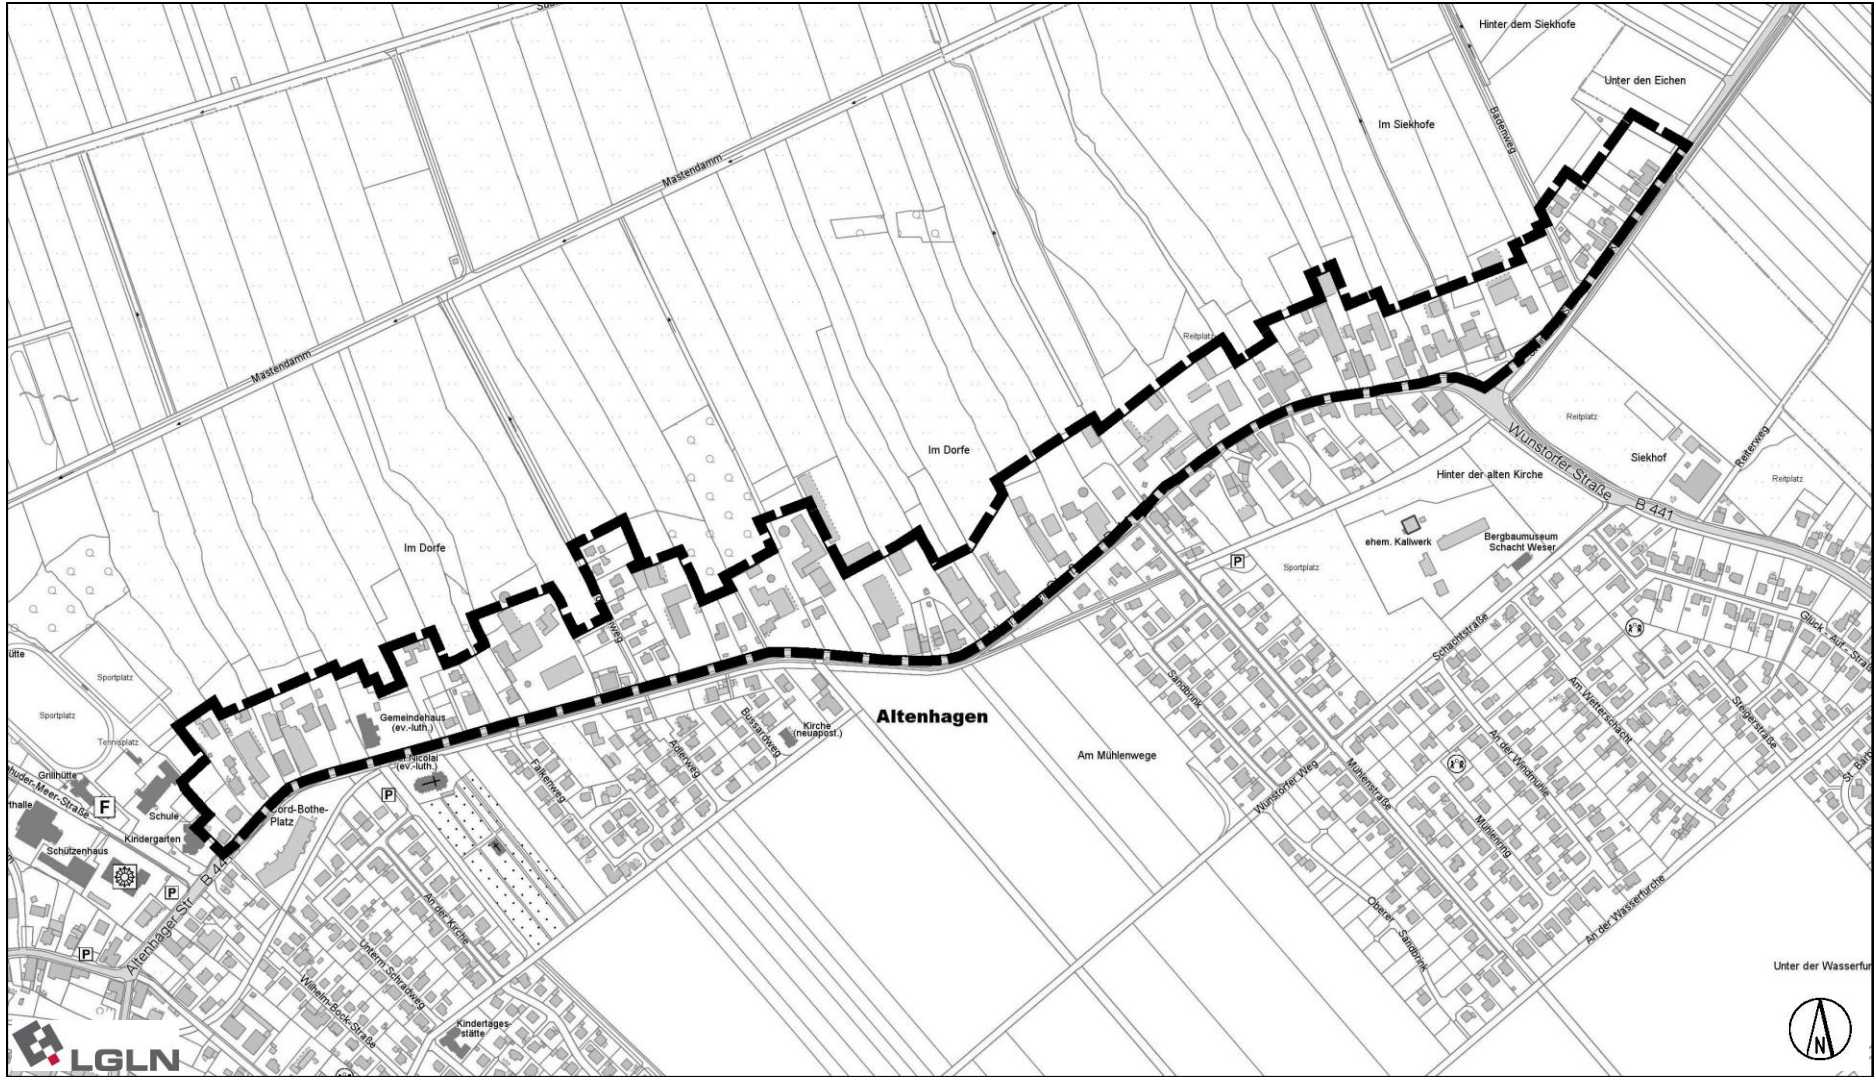 Hinter dem Siekhofe
Unter den Eichen
Im Siekhofe
Badenweg
Mastendamm
Mastendamm
Reitplatz
Im Dorfe
Im Dorfe
Reitplatz
Wunstorfer Straße
B 441
Siekhof
Reiterweg
Reitplatz
Hinter der alten Kirche
ehem. Kaliwerk
Bergbaumuseum
Schacht Weser
P
Sportplatz
Schachtstraße
Glück - Auf - Straße
Sportplatz
Sportplatz
Tennisplatz
Gemeindehaus
(ev.-luth.)
Nicolai
(ev.-luth.)
Grillhütte
F
Schule
Kindergarten
Schützenhaus
P
P
P
B 44
Altenhager Str.
Platz
Falkenweg
Adlerweg
Bussardweg
Kirche
(neuapost.)
Altenhagen
Am Mühlenwege
Sandbrink
Wunstorfer Weg
Mühlenstraße
Am Wetterschacht
An der Windmühle
Steigerstraße
Mühlring
An der Wasserfurche
Oberer
Sandbrink
An der Kirche
Unterm Schradweg
Wilhelm-Bock-Straße
Kindertages-
stätte
Unter der Wasserfur
LGLN
N